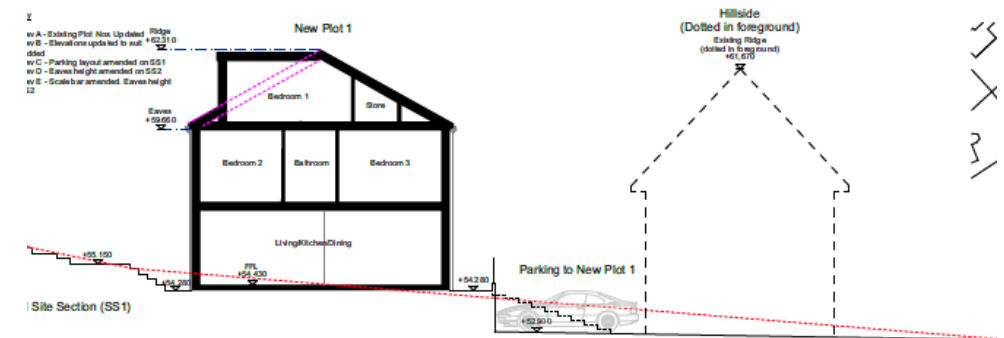 ev A - Existing Plot Nos. Updated
ev B - Elevations updated to suit
dded
ev C - Parking layout amended on SS1
ev D - Eaves height amended on SS2
ev E - Scale bar amended. Eaves height
S2
Ridge
+62.310
New Plot 1
Hillside
(Dotted in foreground)
Existing Ridge
(dotted in foreground)
+61,670
Bedroom 1
Store
Eaves
+59.660
Bedroom 2
Bathroom
Bedroom 3
Living/Kitchen/Dining
+55.150
FFL
+54.430
+54.280
+54.280
Parking to New Plot 1
+52.900
Site Section (SS1)